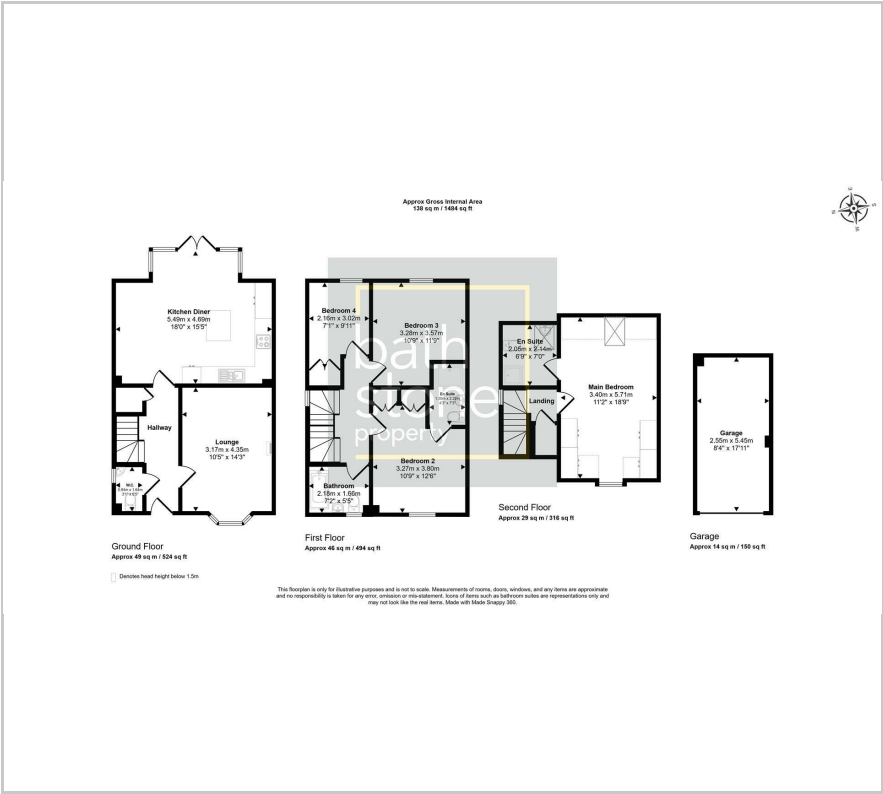 Approx Gross Internal Area
138 sq m / 1484 sq ft
Kitchen Diner
5.49m x 4.69m
18'0" x 15'5"
Hallway
Lounge
3.17m x 4.35m
10'5" x 14'3"
W.C.
Ground Floor
Approx 49 sq m / 524 sq ft
Denotes head height below 1.5m
Bedroom 4
2.16m x 3.02m
7'1" x 9'11"
Bedroom 3
3.28m x 3.57m
10'9" x 11'9"
En Suite
Bedroom 2
3.27m x 3.80m
10'9" x 12'6"
Bathroom
2.18m x 1.66m
7'2" x 5'5"
First Floor
Approx 46 sq m / 494 sq ft
bath
stone
property
En Suite
2.05m x 2.14m
6'9" x 7'0"
Landing
Main Bedroom
3.40m x 5.71m
11'2" x 18'9"
Second Floor
Approx 29 sq m / 316 sq ft
Garage
2.55m x 5.45m
8'4" x 17'11"
Garage
Approx 14 sq m / 150 sq ft
This floorplan is only for illustrative purposes and is not to scale. Measurements of rooms, doors, windows, and any items are approximate
and no responsibility is taken for any error, omission or mis-statement. Icons of items such as bathroom suites are representations only and
may not look like the real items. Made with Made Snappy 360.